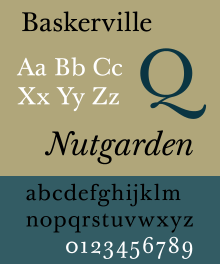 Baskerville
Aa Bb Cc
Xx Yy Zz
Q
Nutgarden
abcdefghijklm
nopqrstuvwxyz
0123456789